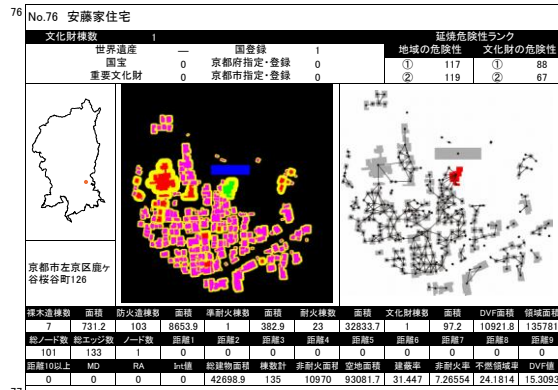 76
No.76 安藤家住宅
文化財棟数 1 延焼危険性ランク
世界遺産 — 国登録 1 地域の危険性 文化財の危険性
国宝 0 京都府指定・登録 0 ① 117 ① 88
重要文化財 0 京都市指定・登録 0 ② 119 ② 67
京都市左京区鹿ヶ
谷桜谷町126
裸木造棟数 面積 防火造棟数 面積 準耐火棟数 面積 耐火棟数 面積 文化財棟数 面積 DVF面積 領域面積
7 731.2 103 8653.9 1 382.9 23 32833.7 1 97.2 10921.8 135781
総ノード数 総エッジ数 ノード数 距離1 距離2 距離3 距離4 距離5 距離6 距離7 距離8 距離9
101 133 1 0 0 0 0 0 0 0 0 0
距離10以上 MD RA Int値 総建物面積 棟数計 非耐火面積 空地面積 建蔽率 非耐火率 不燃領域率 DVF占領
0 0 0 0 42698.9 135 10970 93081.7 31.447 7.26554 24.1814
77